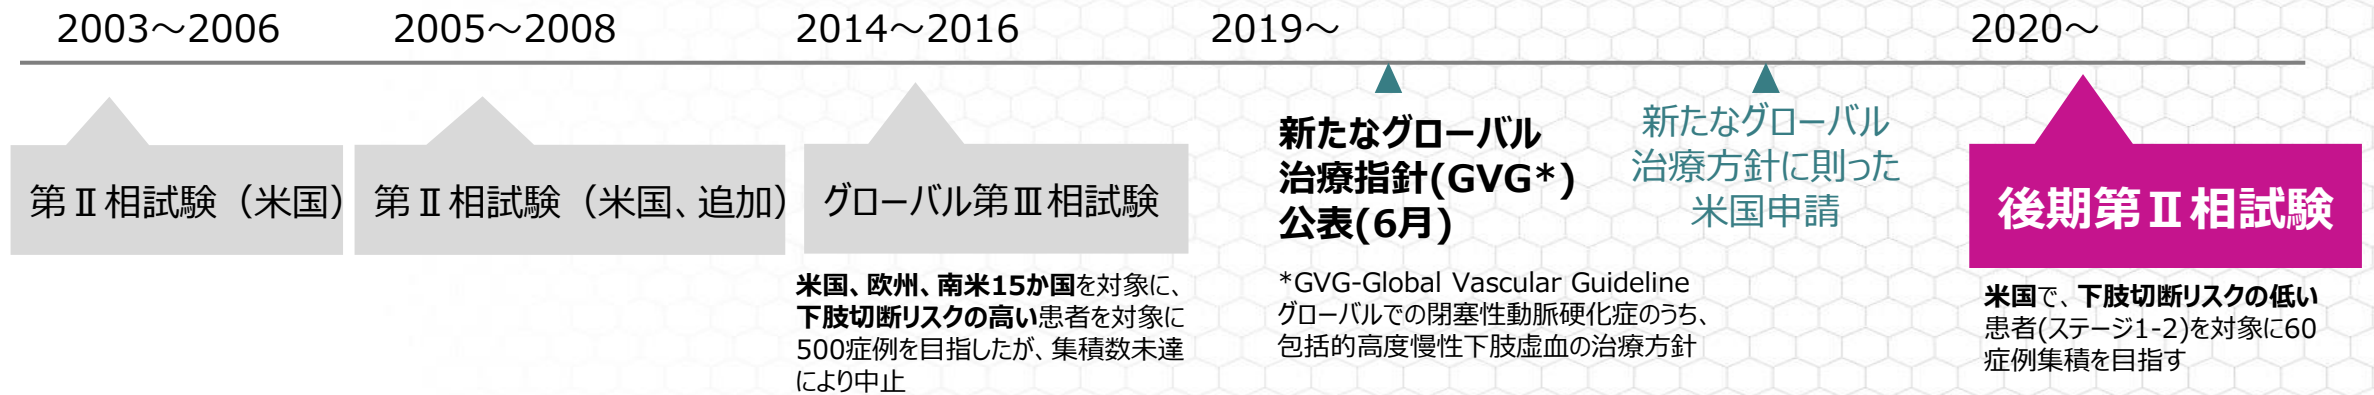 2003～2006
2005～2008
2014～2016
2019～
2020～
第Ⅱ相試験（米国）
第Ⅱ相試験（米国、追加）
グローバル第Ⅲ相試験
米国、欧州、南米15か国を対象に、
下肢切断リスクの高い患者を対象に
500症例を目指したが、集積数未達
により中止
新たなグローバル
治療指針(GVG*)
公表(6月)
*GVG-Global Vascular Guideline
グローバルでの閉塞性動脈硬化症のうち、
包括的高度慢性下肢虚血の治療方針
新たなグローバル
治療方針に則った
米国申請
後期第Ⅱ相試験
米国で、下肢切断リスクの低い
患者(ステージ1-2)を対象に60
症例集積を目指す